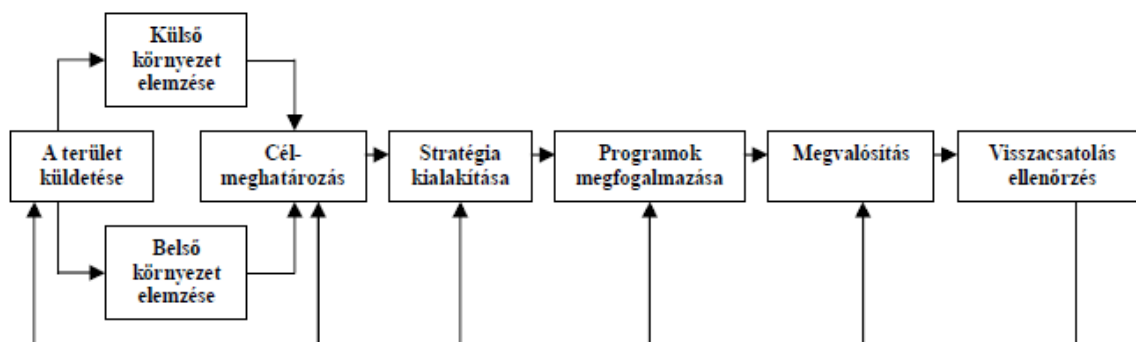 Külső
környezet
elemzése
A terület
küldetése
Cél-
meghatározás
Stratégia
kialakítása
Programok
megfogalmazása
Megvalósítás
Visszacsatolás
ellenőrzés
Belső
környezet
elemzése